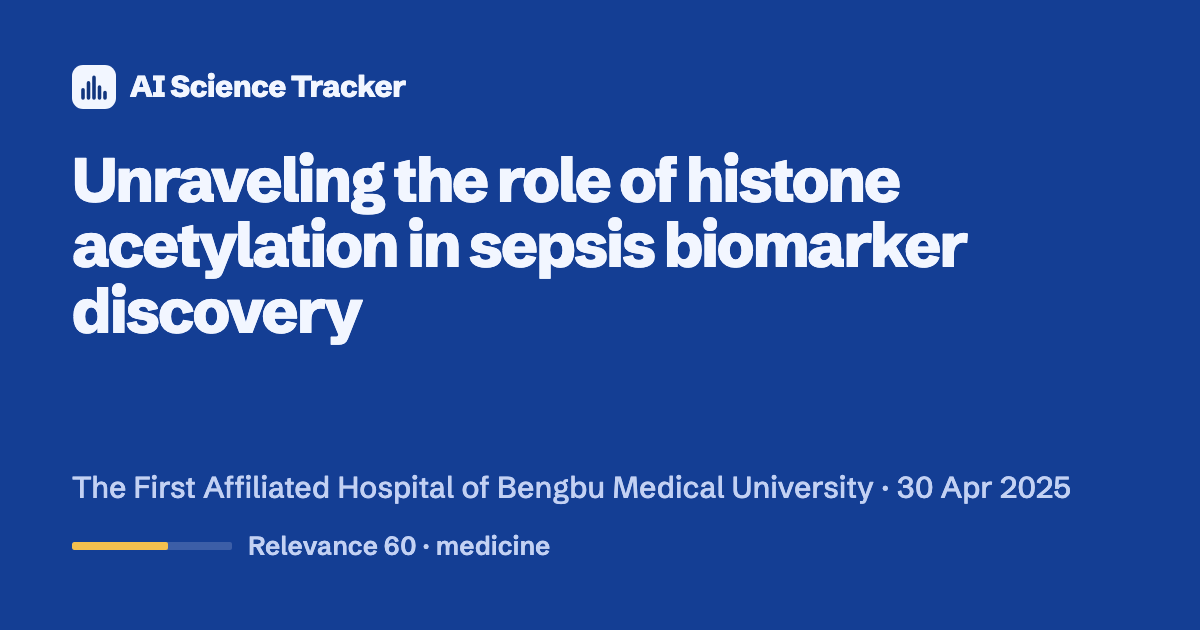 AI Science Tracker
Unraveling the role of histone
acetylation in sepsis biomarker
discovery
The First Affiliated Hospital of Bengbu Medical University · 30 Apr 2025
Relevance 60 · medicine